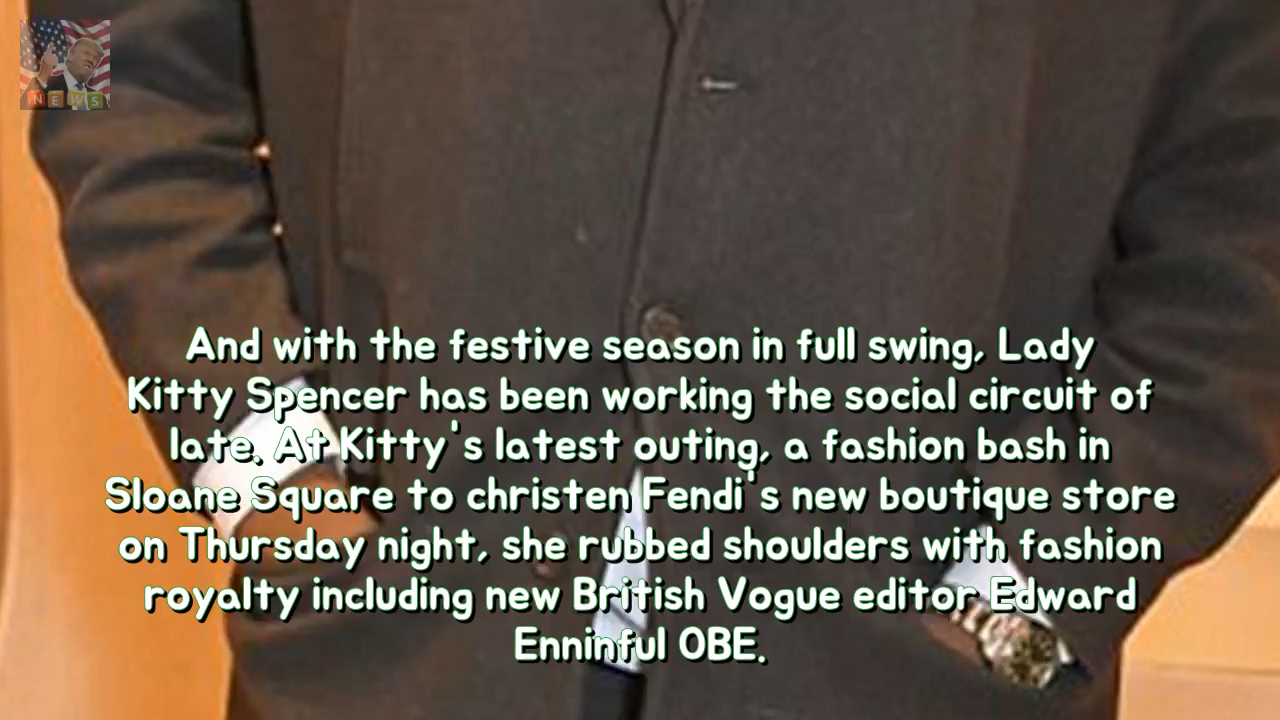 NEWS
And with the festive season in full swing, Lady
Kitty Spencer has been working the social circuit of
late. At Kitty's latest outing, a fashion bash in
Sloane Square to christen Fendi's new boutique store
on Thursday night, she rubbed shoulders with fashion
royalty including new British Vogue editor Edward
Enninful OBE.